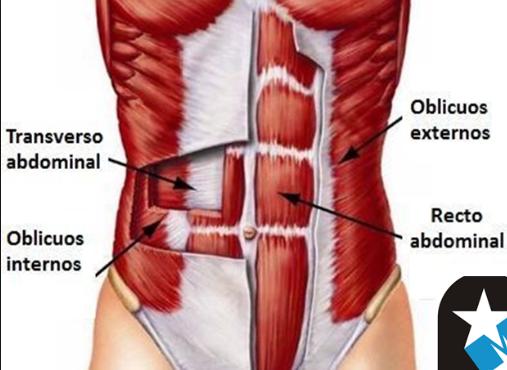 Oblicuos
externos
Transverso
abdominal
Recto
abdominal
Oblicuos
internos